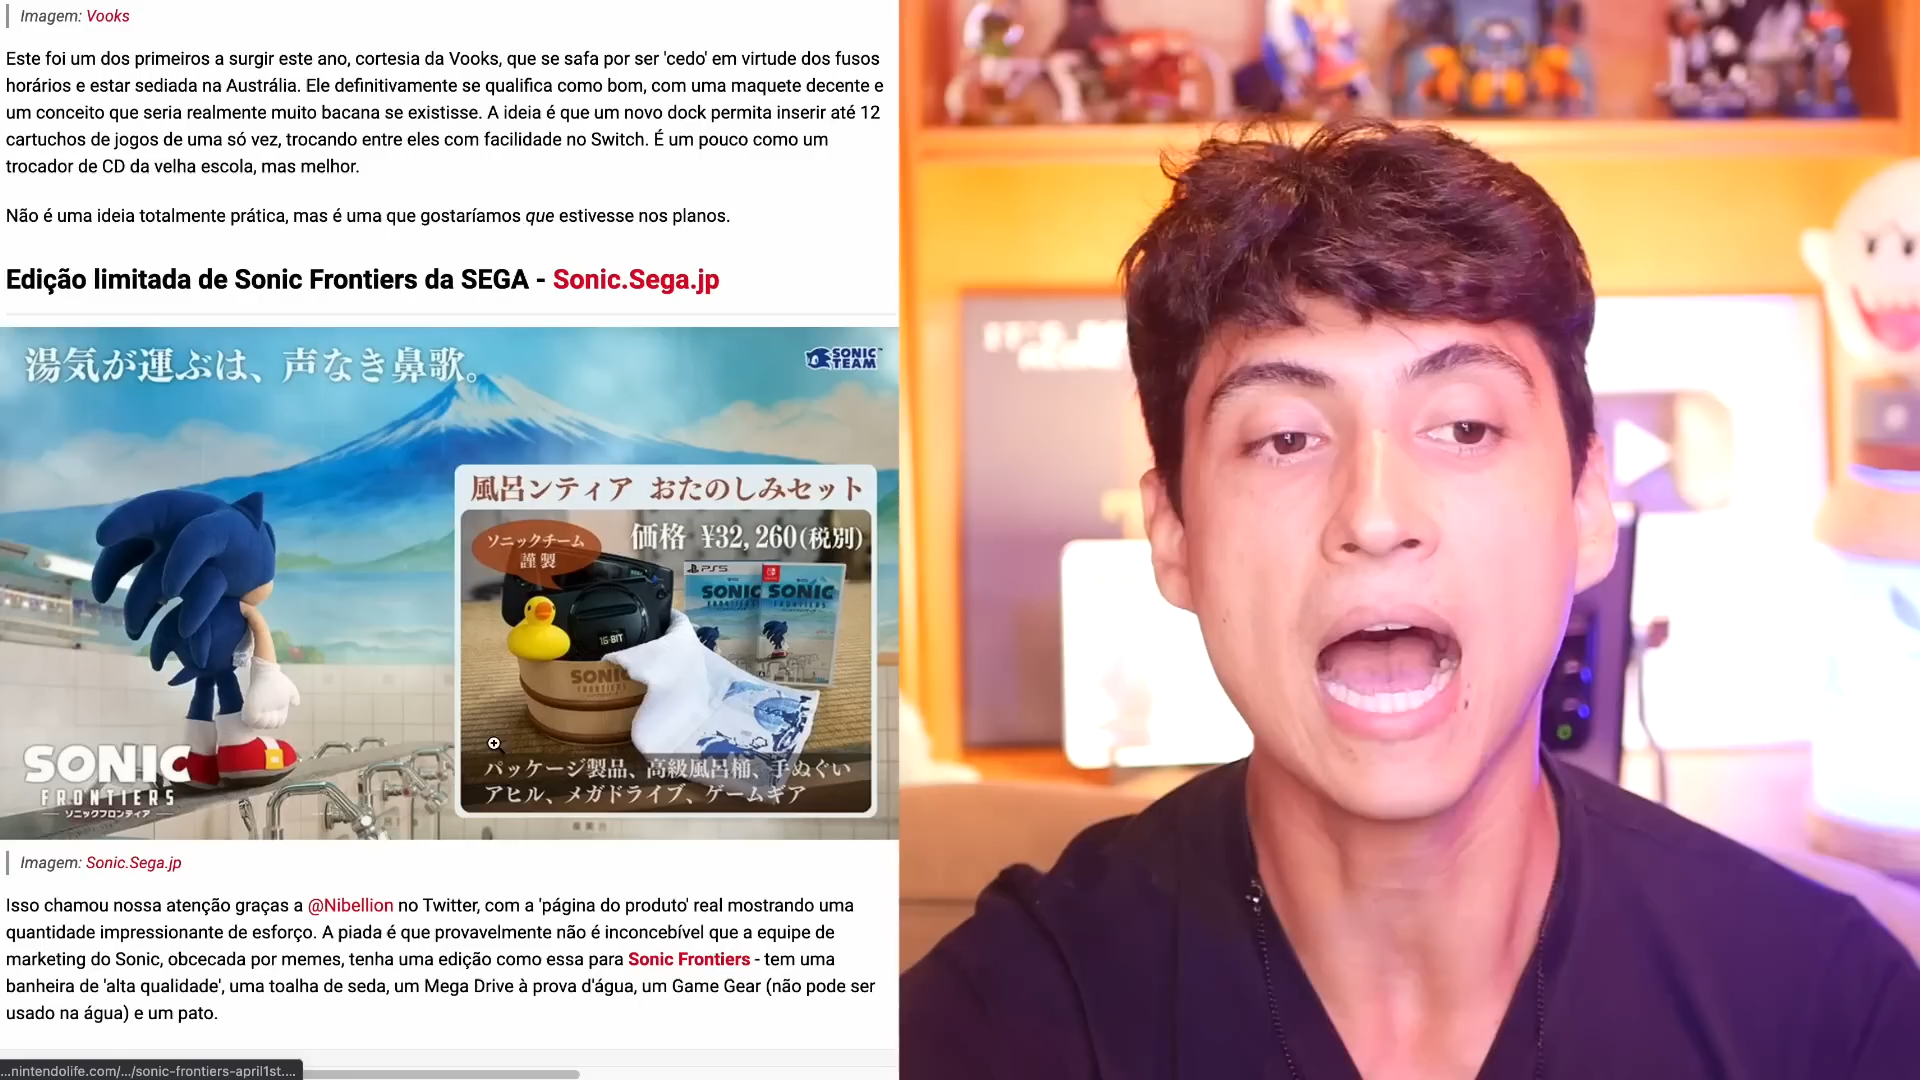 Imagem: Vooks
Este foi um dos primeiros a surgir este ano, cortesia da Vooks, que se safa por ser 'cedo' em virtude dos fusos
horários e estar sediada na Austrália. Ele definitivamente se qualifica como bom, com uma maquete decente e
um conceito que seria realmente muito bacana se existisse. A ideia é que um novo dock permita inserir até 12
cartuchos de jogos de uma só vez, trocando entre eles com facilidade no Switch. É um pouco como um
trocador de CD da velha escola, mas melhor.
Não é uma ideia totalmente prática, mas é uma que gostaríamos que estivesse nos planos.
Edição limitada de Sonic Frontiers da SEGA - Sonic.Sega.jp
湯気が運ぶは、声なき鼻歌。
SONIC TEAM
風呂ンティア おたのしみセット
ソニックチーム
謹製
価格 ¥32,260(税別)
PS5
SONIC SONIC
16-BIT
SONIC
FRONTIERS
パッケージ製品、高級風呂桶、手ぬぐい
アヒル、メガドライブ、ゲームギア
SONIC
FRONTIERS
ソニックフロンティア
Imagem: Sonic.Sega.jp
Isso chamou nossa atenção graças a @Nibellion no Twitter, com a 'página do produto' real mostrando uma
quantidade impressionante de esforço. A piada é que provavelmente não é inconcebível que a equipe de
marketing do Sonic, obcecada por memes, tenha uma edição como essa para Sonic Frontiers - tem uma
banheira de 'alta qualidade', uma toalha de seda, um Mega Drive à prova d'água, um Game Gear (não pode ser
usado na água) e um pato.
...nintendolife.com/.../sonic-frontiers-april1st....